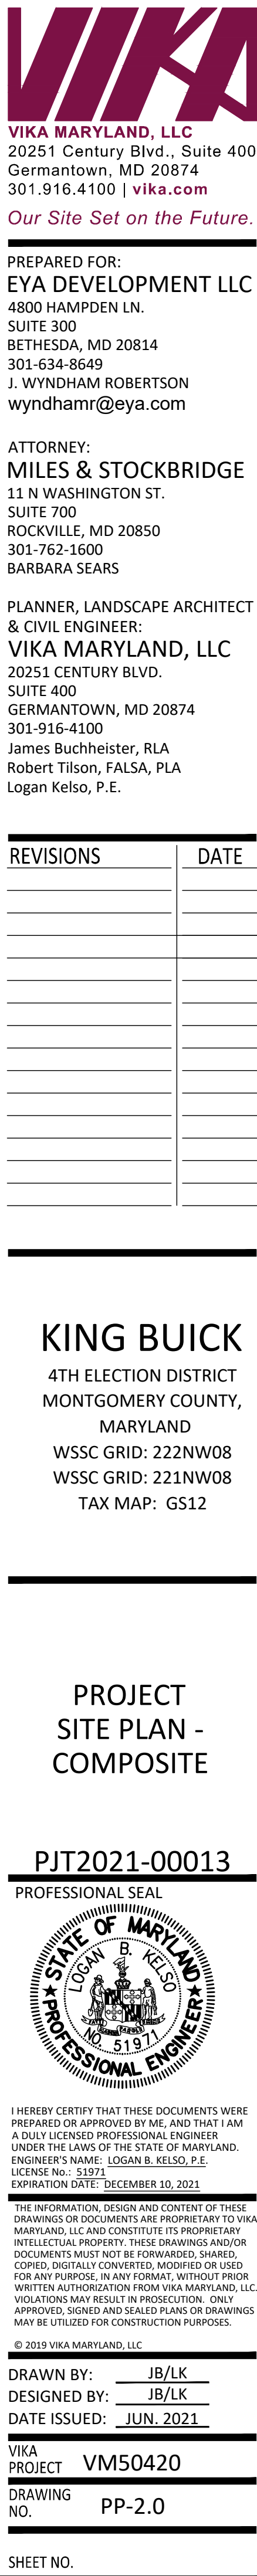 VIKA
VIKA MARYLAND, LLC
20251 Century Blvd., Suite 400
Germantown, MD 20874
301.916.4100 | vika.com
Our Site Set on the Future.
PREPARED FOR:
EYA DEVELOPMENT LLC
4800 HAMPDEN LN.
SUITE 300
BETHESDA, MD 20814
301-634-8649
J. WYNDHAM ROBERTSON
wyndhamr@eya.com
ATTORNEY:
MILES & STOCKBRIDGE
11 N WASHINGTON ST.
SUITE 700
ROCKVILLE, MD 20850
301-762-1600
BARBARA SEARS
PLANNER, LANDSCAPE ARCHITECT
& CIVIL ENGINEER:
VIKA MARYLAND, LLC
20251 CENTURY BLVD.
SUITE 400
GERMANTOWN, MD 20874
301-916-4100
James Buchheister, RLA
Robert Tilson, FALSA, PLA
Logan Kelso, P.E.
REVISIONS DATE
KING BUICK
4TH ELECTION DISTRICT
MONTGOMERY COUNTY,
MARYLAND
WSSC GRID: 222NW08
WSSC GRID: 221NW08
TAX MAP: GS12
PROJECT
SITE PLAN -
COMPOSITE
PJT2021-00013
PROFESSIONAL SEAL
STATE OF MARYLAND
LOGAN B. KELSO
NO. 51971
PROFESSIONAL ENGINEER
I HEREBY CERTIFY THAT THESE DOCUMENTS WERE
PREPARED OR APPROVED BY ME, AND THAT I AM
A DULY LICENSED PROFESSIONAL ENGINEER
UNDER THE LAWS OF THE STATE OF MARYLAND.
ENGINEER'S NAME: LOGAN B. KELSO, P.E.
LICENSE No.: 51971
EXPIRATION DATE: DECEMBER 10, 2021
THE INFORMATION, DESIGN AND CONTENT OF THESE
DRAWINGS OR DOCUMENTS ARE PROPRIETARY TO VIKA
MARYLAND, LLC AND CONSTITUTE ITS PROPRIETARY
INTELLECTUAL PROPERTY. THESE DRAWINGS AND/OR
DOCUMENTS MUST NOT BE FORWARDED, SHARED,
COPIED, DIGITALLY CONVERTED, MODIFIED OR USED
FOR ANY PURPOSE, IN ANY FORMAT, WITHOUT PRIOR
WRITTEN AUTHORIZATION FROM VIKA MARYLAND, LLC.
VIOLATIONS MAY RESULT IN PROSECUTION. ONLY
APPROVED, SIGNED AND SEALED PLANS OR DRAWINGS
MAY BE UTILIZED FOR CONSTRUCTION PURPOSES.
© 2019 VIKA MARYLAND, LLC
DRAWN BY: JB/LK
DESIGNED BY: JB/LK
DATE ISSUED: JUN. 2021
VIKA
PROJECT VM50420
DRAWING
NO. PP-2.0
SHEET NO.